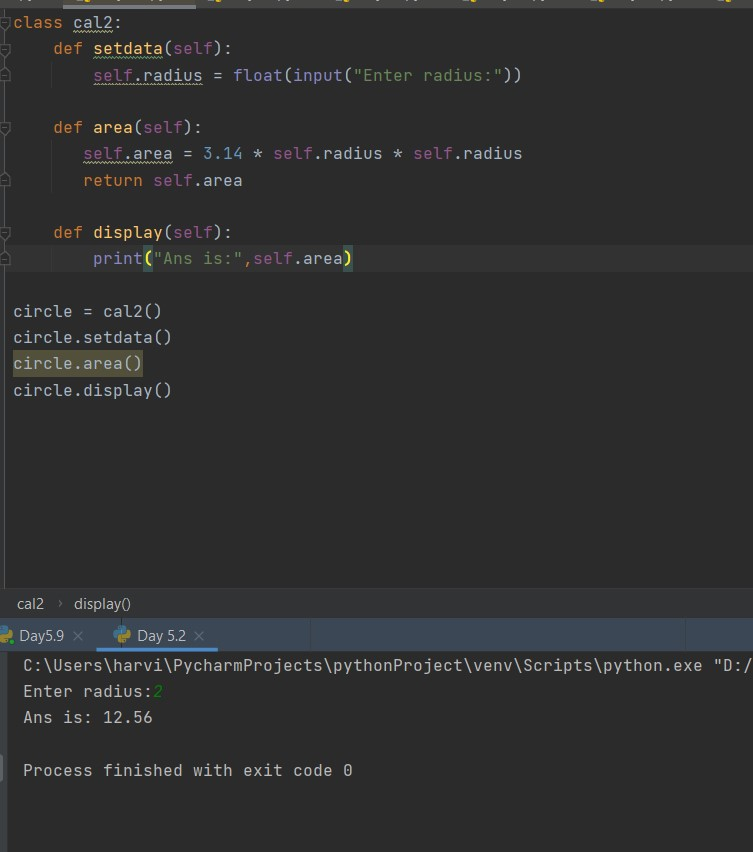 class cal2:
    def setdata(self):
        self.radius = float(input("Enter radius:"))
    def area(self):
       self.area = 3.14 * self.radius * self.radius
       return self.area
    def display(self):
        print("Ans is:",self.area)
circle = cal2()
circle.setdata()
circle.area()
circle.display()
cal2 › display()
Day5.9 × Day 5.2 ×
C:\Users\harvi\PycharmProjects\pythonProject\venv\Scripts\python.exe "D:/
Enter radius:2
Ans is: 12.56
Process finished with exit code 0